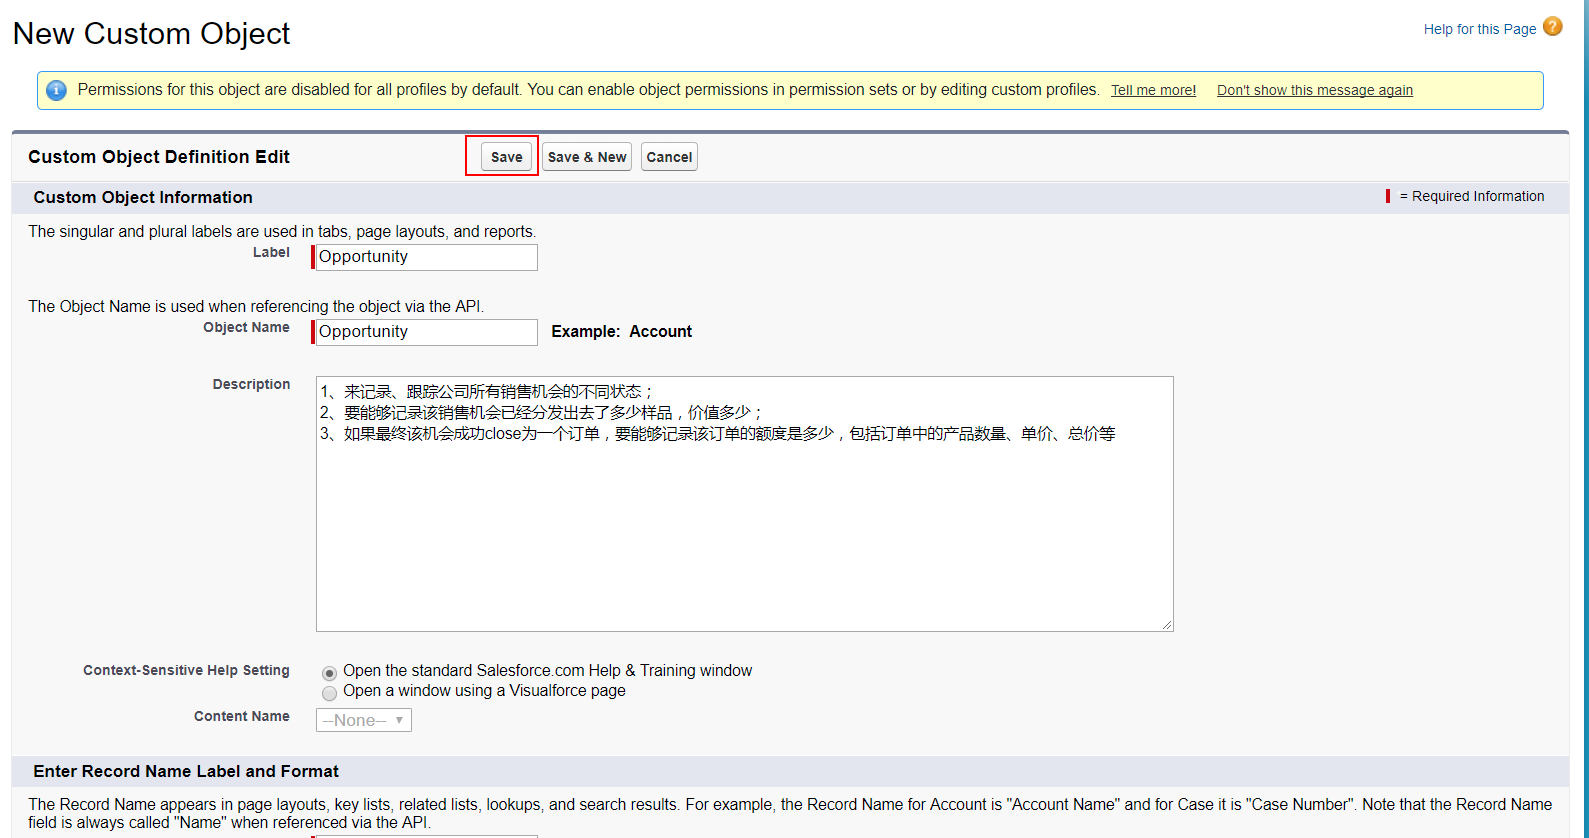 New Custom Object
Help for this Page
Permissions for this object are disabled for all profiles by default. You can enable object permissions in permission sets or by editing custom profiles. Tell me more! Don't show this message again
Custom Object Definition Edit Save Save & New Cancel
Custom Object Information = Required Information
The singular and plural labels are used in tabs, page layouts, and reports.
Label Opportunity
The Object Name is used when referencing the object via the API.
Object Name Opportunity Example: Account
Description
1、来记录、跟踪公司所有销售机会的不同状态；
2、要能够记录该销售机会已经分发出去了多少样品，价值多少；
3、如果最终该机会成功close为一个订单，要能够记录该订单的额度是多少，包括订单中的产品数量、单价、总价等
Context-Sensitive Help Setting Open the standard Salesforce.com Help & Training window
Open a window using a Visualforce page
Content Name --None--
Enter Record Name Label and Format
The Record Name appears in page layouts, key lists, related lists, lookups, and search results. For example, the Record Name for Account is "Account Name" and for Case it is "Case Number". Note that the Record Name
field is always called "Name" when referenced via the API.